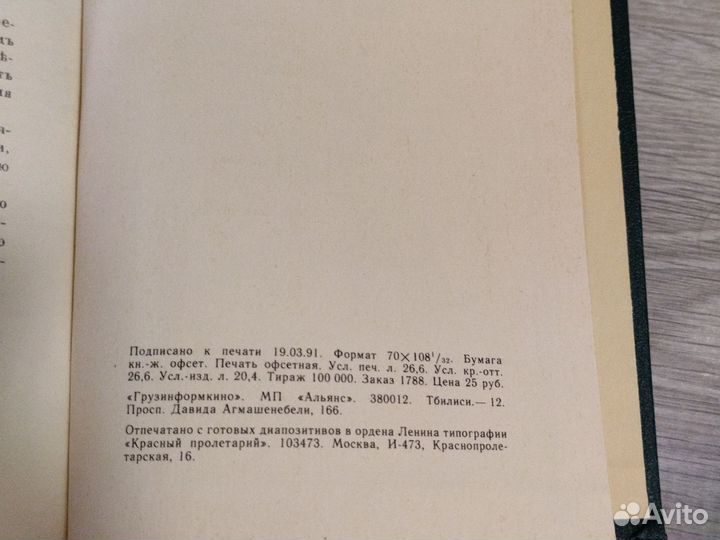 е-
ъ
ѣ-
ть
ия
а-
и,
ю
о
-
о
-
Подписано к печати 19.03.91. Формат 70×108¹/₃₂. Бумага
кн.-ж. офсет. Печать офсетная. Усл. печ. л. 26,6. Усл. кр.-отт.
26,6. Усл.-изд. л. 20,4. Тираж 100 000. Заказ 1788. Цена 25 руб.
«Грузинформкино». МП «Альянс». 380012. Тбилиси.— 12.
Просп. Давида Агмашенебели, 166.
Отпечатано с готовых диапозитивов в ордена Ленина типографии
«Красный пролетарий». 103473. Москва, И-473, Краснопроле-
тарская, 16.
Avito